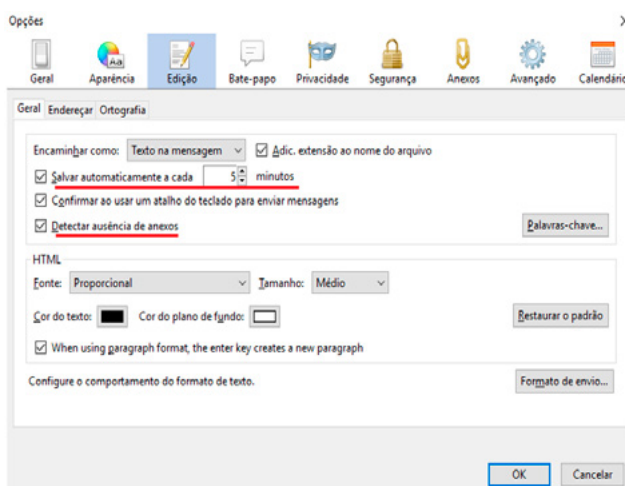 Opções
Geral Aparência Edição Bate-papo Privacidade Segurança Anexos Avançado Calendário
Geral Endereçar Ortografia
Encaminhar como: Texto na mensagem Adic. extensão ao nome do arquivo
Salvar automaticamente a cada 5 minutos
Confirmar ao usar um atalho do teclado para enviar mensagens
Detectar ausência de anexos Palavras-chave...
HTML
Fonte: Proporcional Tamanho: Médio
Cor do texto: Cor do plano de fundo: Restaurar o padrão
When using paragraph format, the enter key creates a new paragraph
Configure o comportamento do formato de texto. Formato de envio...
OK Cancelar